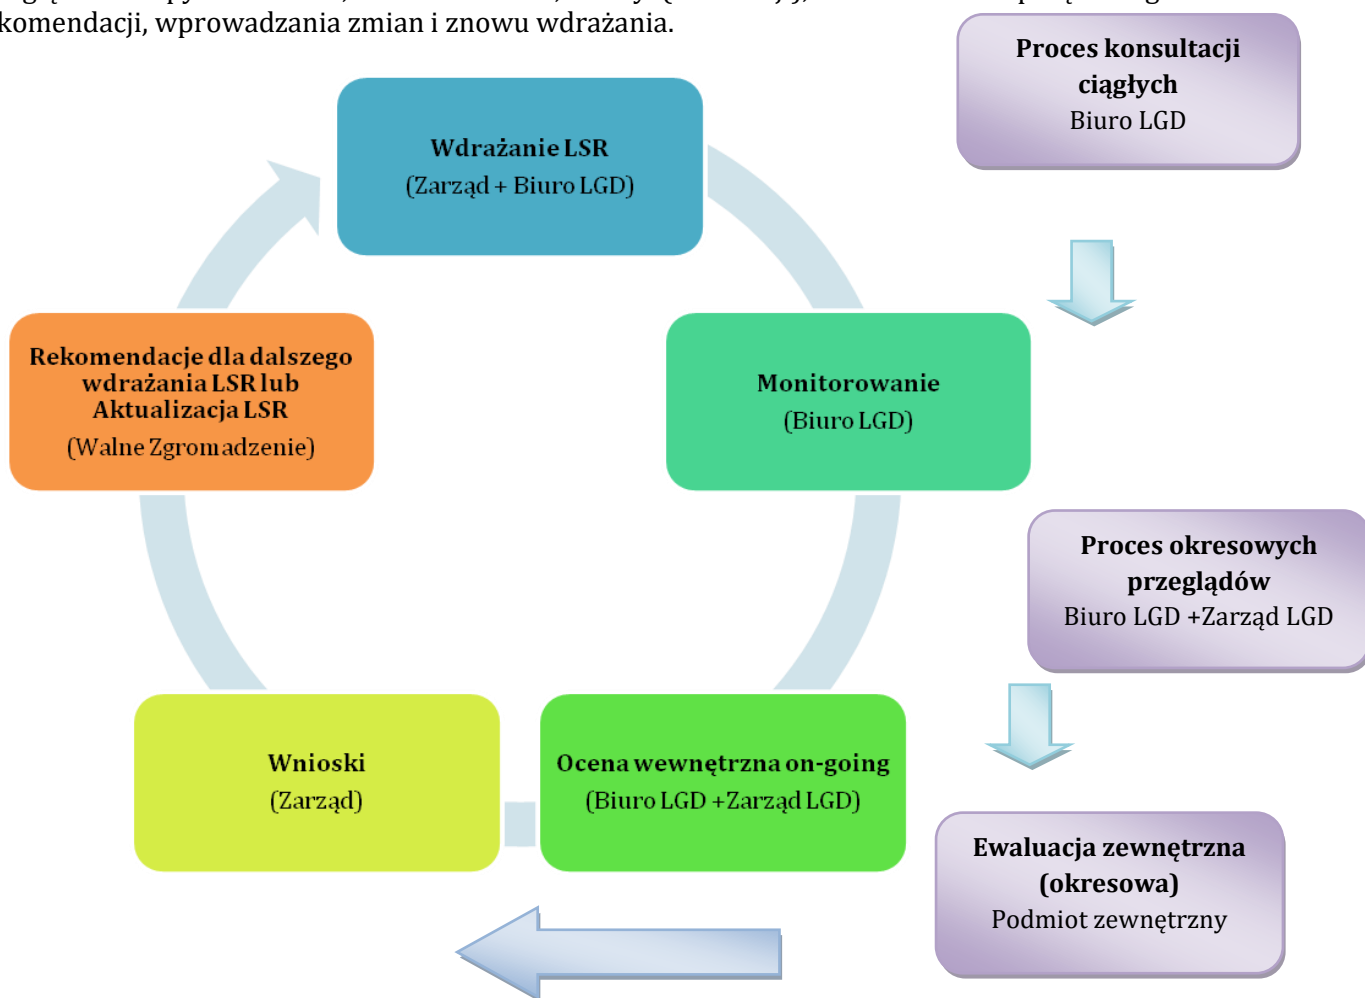 komendacji, wprowadzania zmian i znowu wdrażania.
Proces konsultacji
ciągłych
Biuro LGD
Wdrażanie LSR
(Zarząd + Biuro LGD)
Rekomendacje dla dalszego
wdrażania LSR lub
Aktualizacja LSR
(Walne Zgromadzenie)
Monitorowanie
(Biuro LGD)
Proces okresowych
przeglądów
Biuro LGD +Zarząd LGD
Wnioski
(Zarząd)
Ocena wewnętrzna on-going
(Biuro LGD +Zarząd LGD)
Ewaluacja zewnętrzna
(okresowa)
Podmiot zewnętrzny